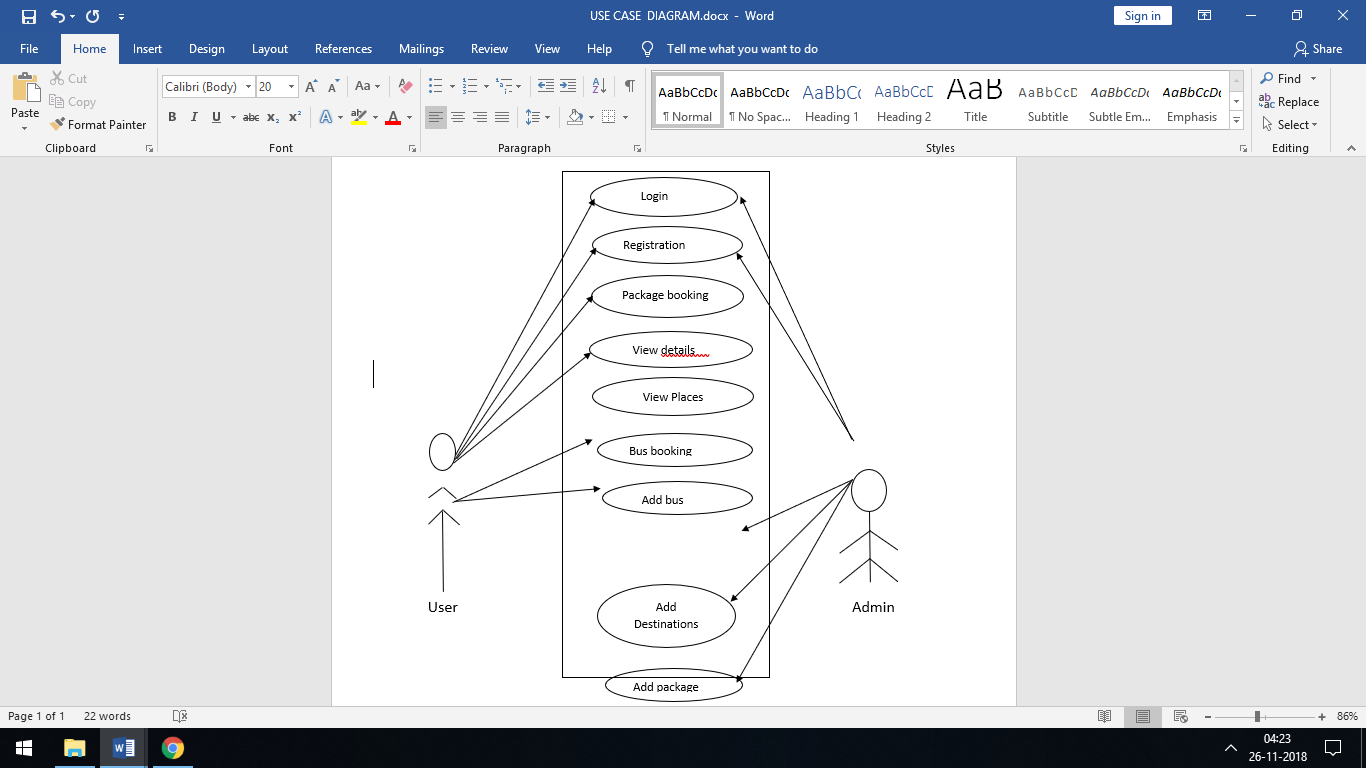 USE CASE DIAGRAM.docx - Word
Sign in
File Home Insert Design Layout References Mailings Review View Help Tell me what you want to do Share
Paste
Cut
Copy
Format Painter
Clipboard
Calibri (Body) 20
A A Aa
B I U abc X₂ X² A ab A
Font
Paragraph
AaBbCcDc AaBbCcDc AaBbCc AaBbCcD AaB AaBbCcD AaBbCcDc AaBbCcDc
¶ Normal ¶ No Spac... Heading 1 Heading 2 Title Subtitle Subtle Em... Emphasis
Styles
Find
Replace
Select
Editing
Login
Registration
Package booking
View details
View Places
Bus booking
Add bus
Add
Destinations
Add package
User
Admin
Page 1 of 1 22 words
86%
04:23
26-11-2018